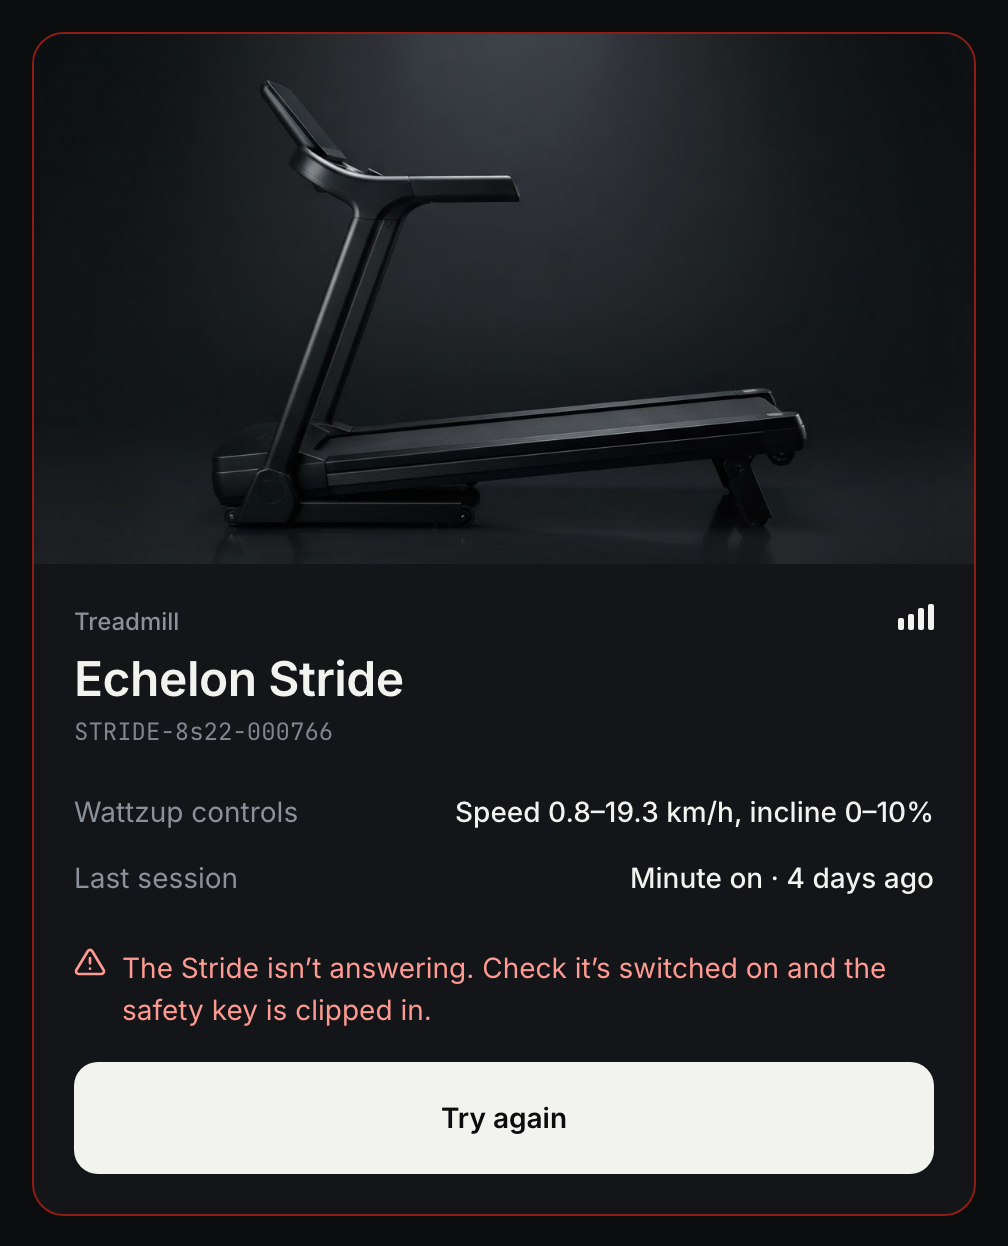 Treadmill
Echelon Stride
STRIDE-8s22-000766
Wattzup controls Speed 0.8–19.3 km/h, incline 0–10%
Last session Minute on · 4 days ago
The Stride isn’t answering. Check it’s switched on and the
safety key is clipped in.
Try again